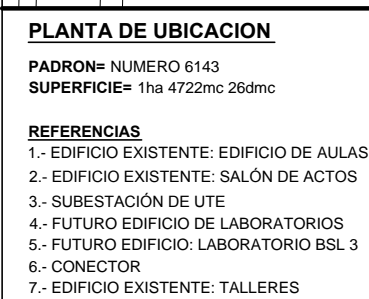 PLANTA DE UBICACION
PADRON= NUMERO 6143
SUPERFICIE= 1ha 4722mc 26dmc
REFERENCIAS
1.- EDIFICIO EXISTENTE: EDIFICIO DE AULAS
2.- EDIFICIO EXISTENTE: SALÓN DE ACTOS
3.- SUBESTACIÓN DE UTE
4.- FUTURO EDIFICIO DE LABORATORIOS
5.- FUTURO EDIFICIO: LABORATORIO BSL 3
6.- CONECTOR
7.- EDIFICIO EXISTENTE: TALLERES